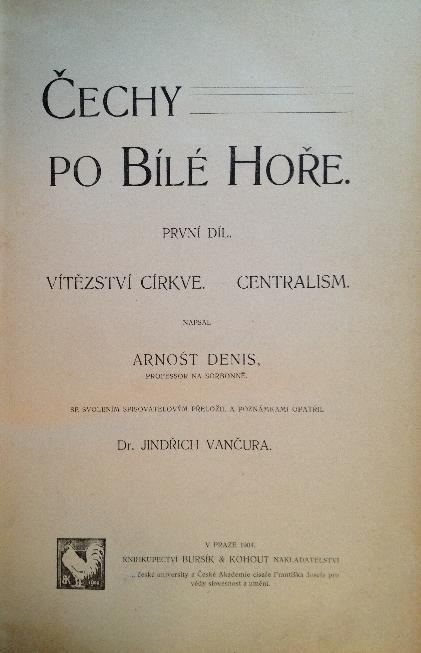 ČECHY
PO BÍLÉ HOŘE.
PRVNÍ DÍL.
VÍTĚZSTVÍ CÍRKVE. CENTRALISM.
NAPSAL
ARNOŠT DENIS,
PROFESSOR NA SORBONNĚ.
SE SVOLENÍM SPISOVATELOVÝM PŘELOŽIL A POZNÁMKAMI OPATŘIL
Dr. JINDŘICH VANČURA.
V PRAZE 1904.
KNIHKUPECTVÍ BURSÍK & KOHOUT NAKLADATELSTVÍ
české university a České Akademie císaře Františka Josefa pro
vědy slovesnost a umění.
BK